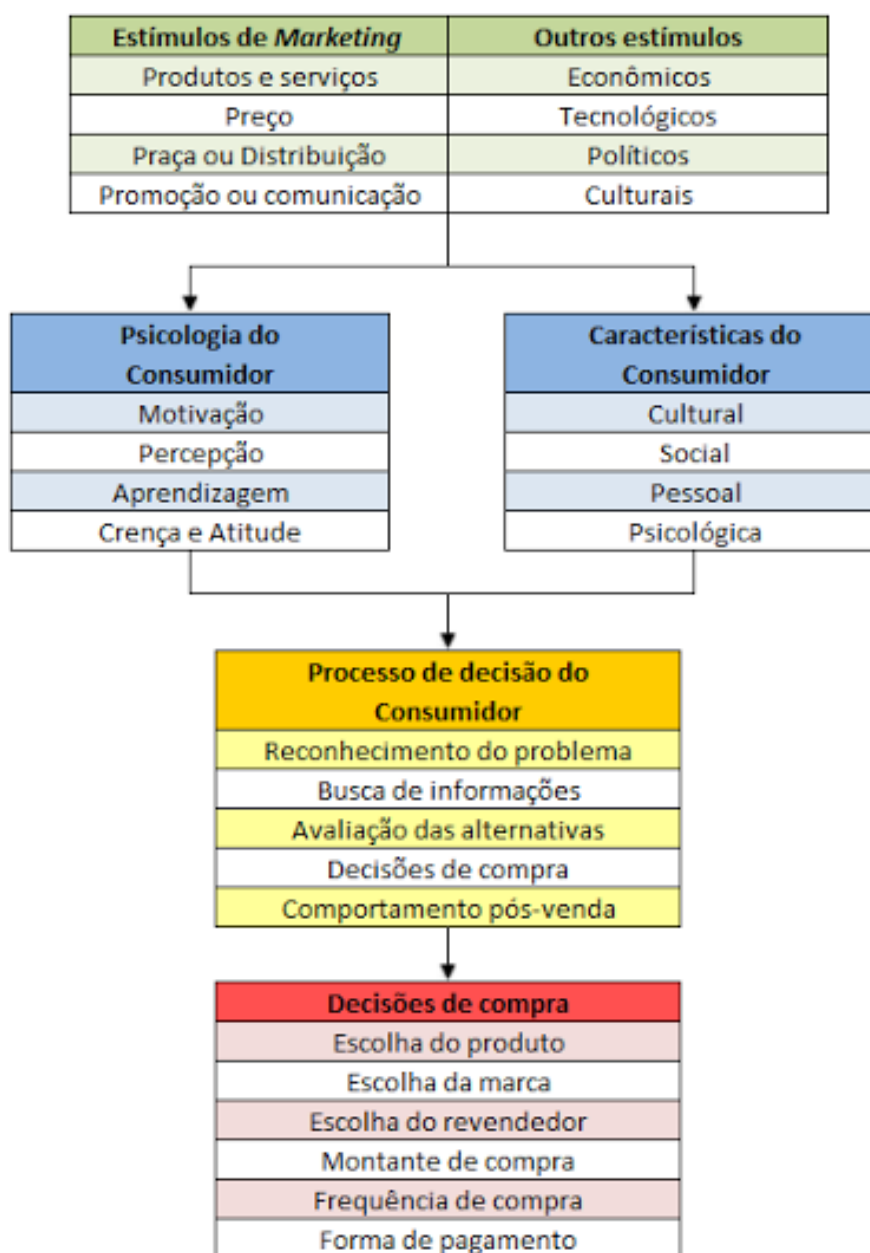 Estímulos de Marketing
Outros estímulos
Produtos e serviços
Econômicos
Preço
Tecnológicos
Praça ou Distribuição
Políticos
Promoção ou comunicação
Culturais
Psicologia do
Consumidor
Motivação
Percepção
Aprendizagem
Crença e Atitude
Características do
Consumidor
Cultural
Social
Pessoal
Psicológica
Processo de decisão do
Consumidor
Reconhecimento do problema
Busca de informações
Avaliação das alternativas
Decisões de compra
Comportamento pós-venda
Decisões de compra
Escolha do produto
Escolha da marca
Escolha do revendedor
Montante de compra
Frequência de compra
Forma de pagamento